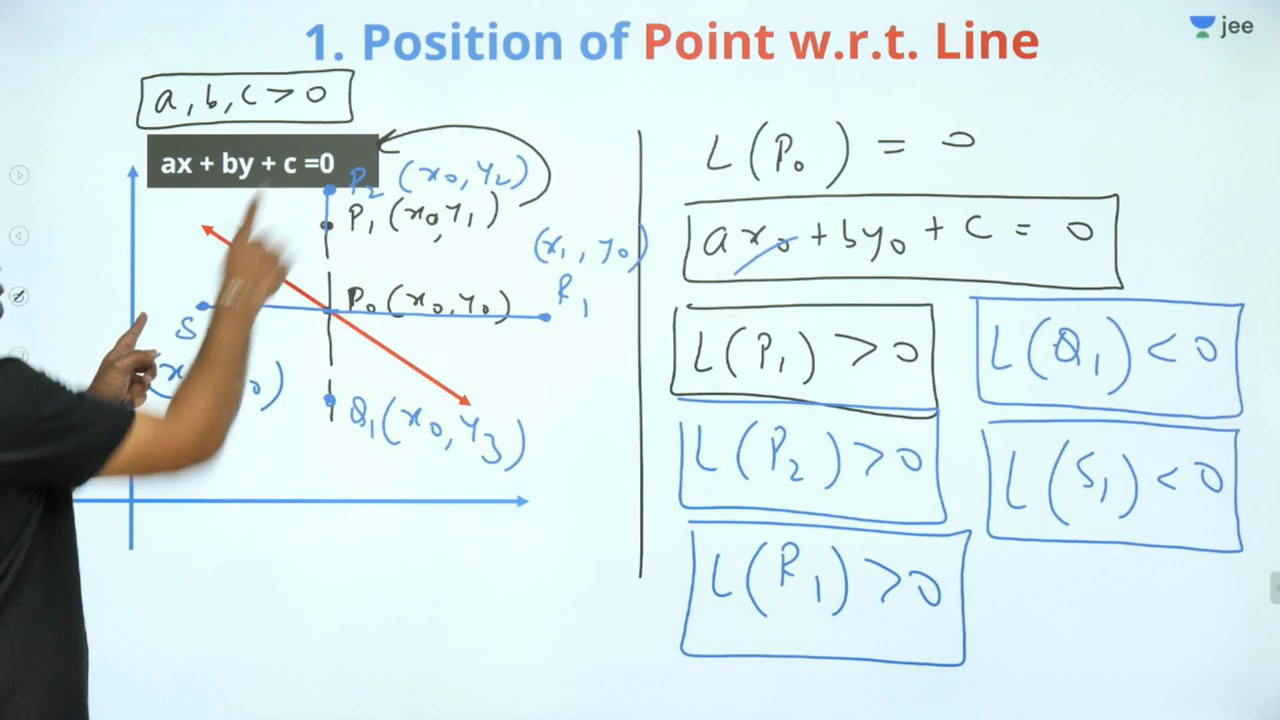 1. Position of Point w.r.t. Line
jee
a, b, c > 0
ax + by + c =0
P₂ (x₀, y₂)
P₁ (x₀, y₁)
(x₁, y₀)
R₁
P₀ (x₀, y₀)
S
Q₁ (x₀, y₃)
L(P₀) = 0
ax₀ + by₀ + c = 0
L(P₁) > 0
L(Q₁) < 0
L(P₂) > 0
L(S₁) < 0
L(R₁) > 0